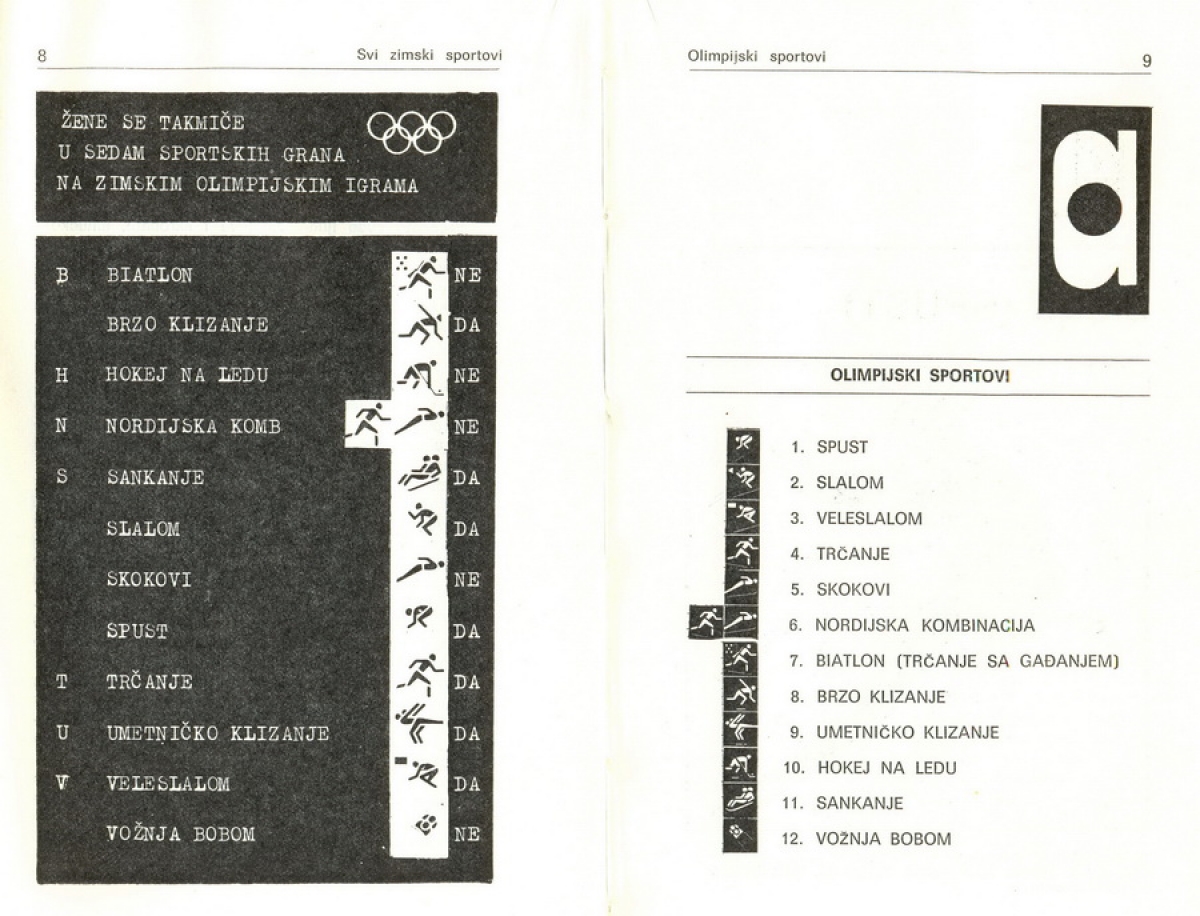 8 Svi zimski sportovi
ŽENE SE TAKMIČE
U SEDAM SPORTSKIH GRANA
NA ZIMSKIM OLIMPIJSKIM IGRAMA
B BIATLON NE
BRZO KLIZANJE DA
H HOKEJ NA LEDU NE
N NORDIJSKA KOMB NE
S SANKANJE DA
SLALOM DA
SKOKOVI NE
SPUST DA
T TRČANJE DA
U UMETNIČKO KLIZANJE DA
V VELESLALOM DA
VOŽNJA BOBOM NE
Olimpijski sportovi 9
a
OLIMPIJSKI SPORTOVI
1. SPUST
2. SLALOM
3. VELESLALOM
4. TRČANJE
5. SKOKOVI
6. NORDIJSKA KOMBINACIJA
7. BIATLON (TRČANJE SA GAĐANJEM)
8. BRZO KLIZANJE
9. UMETNIČKO KLIZANJE
10. HOKEJ NA LEDU
11. SANKANJE
12. VOŽNJA BOBOM